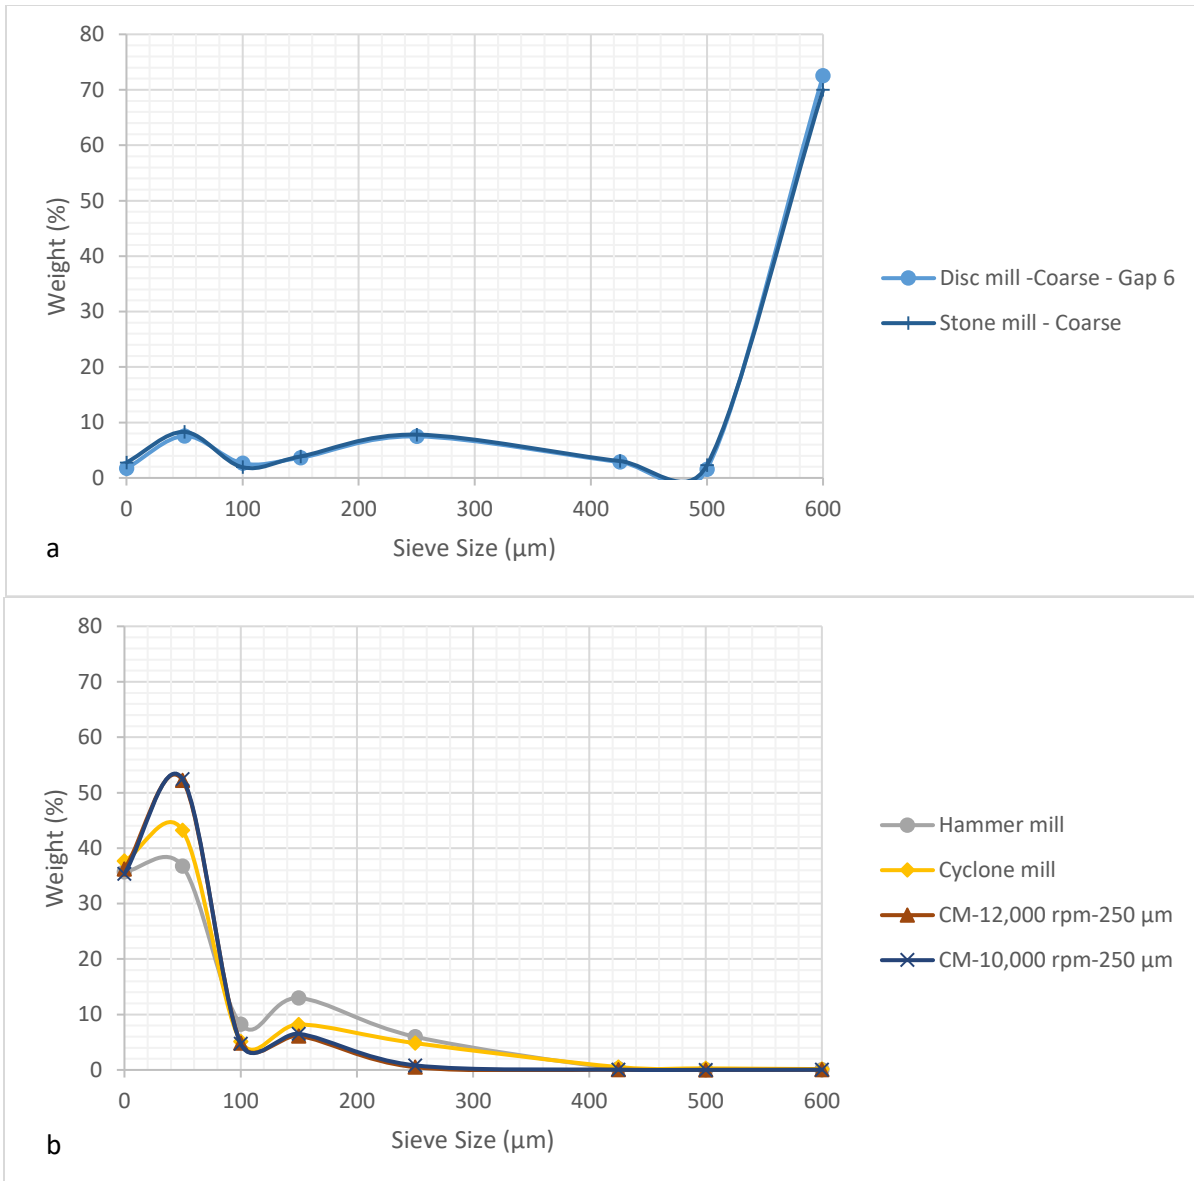 80
70
60
50
40
30
20
10
0
Weight (%)
0 100 200 300 400 500 600
Sieve Size (µm)
a
Disc mill -Coarse - Gap 6
Stone mill - Coarse
80
70
60
50
40
30
20
10
0
Weight (%)
0 100 200 300 400 500 600
Sieve Size (µm)
b
Hammer mill
Cyclone mill
CM-12,000 rpm-250 µm
CM-10,000 rpm-250 µm